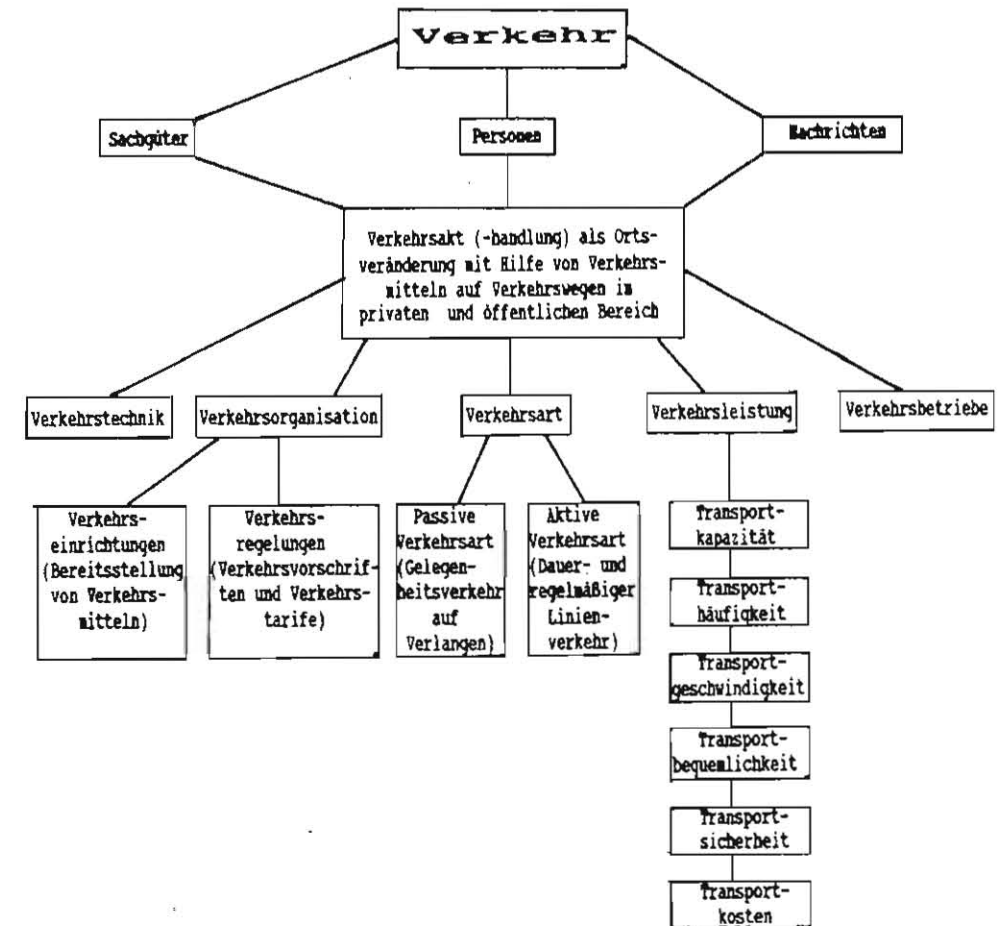 Verkehr
Sachgüter
Personen
Nachrichten
Verkehrsakt (-handlung) als Orts-
veränderung mit Hilfe von Verkehrs-
mitteln auf Verkehrswegen im
privaten und öffentlichen Bereich
Verkehrstechnik
Verkehrsorganisation
Verkehrsart
Verkehrsleistung
Verkehrsbetriebe
Verkehrs-
einrichtungen
(Bereitsstellung
von Verkehrs-
mitteln)
Verkehrs-
regelungen
(Verkehrsvorschrif-
ten und Verkehrs-
tarife)
Passive
Verkehrsart
(Gelegen-
heitsverkehr
auf
Verlangen)
Aktive
Verkehrsart
(Dauer- und
regelmäßiger
Linien-
verkehr)
Transport-
kapazität
Transport-
häufigkeit
Transport-
geschwindigkeit
Transport-
bequemlichkeit
Transport-
sicherheit
Transport-
kosten